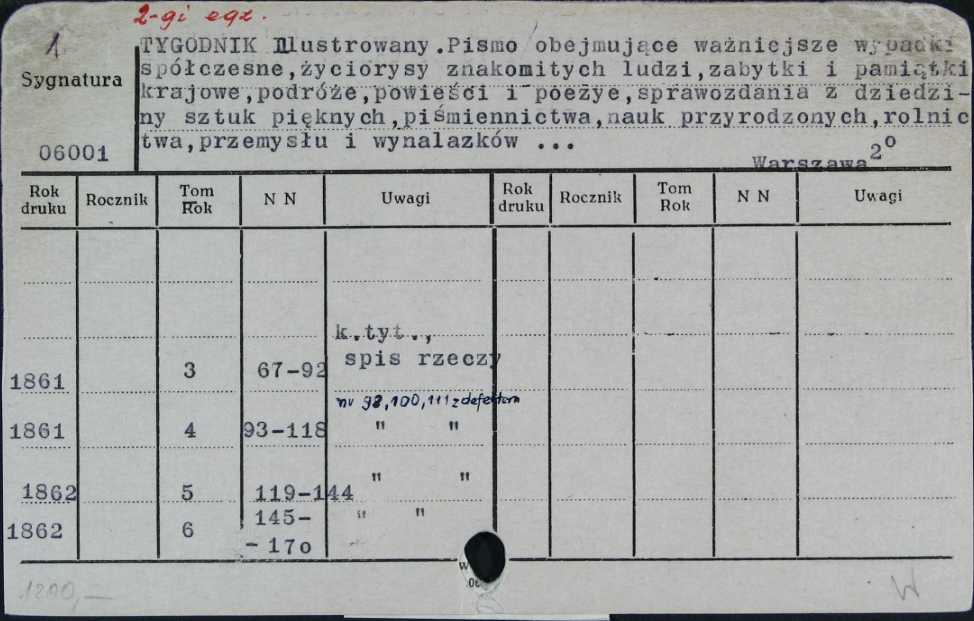 2-gi egz.
1
TYGODNIK Illustrowany.Pismo obejmujące ważniejsze wypadki
Sygnatura
spółczesne,życiorysy znakomitych ludzi,zabytki i pamiątki
krajowe,podróże,powieści i poezye,sprawozdania z dziedzi-
ny sztuk pięknych,piśmiennictwa,nauk przyrodzonych,rolnic
06001
twa,przemysłu i wynalazków ...
Warszawa 2º
Rok druku Rocznik Tom Rok N N Uwagi Rok druku Rocznik Tom Rok N N Uwagi
k.tyt.,
1861 3 67-92 spis rzeczy
nr 98,100,111 z defektem
1861 4 93-118 " "
1862 5 119-144 " "
1862 6 145- " "
-17o
1200,—